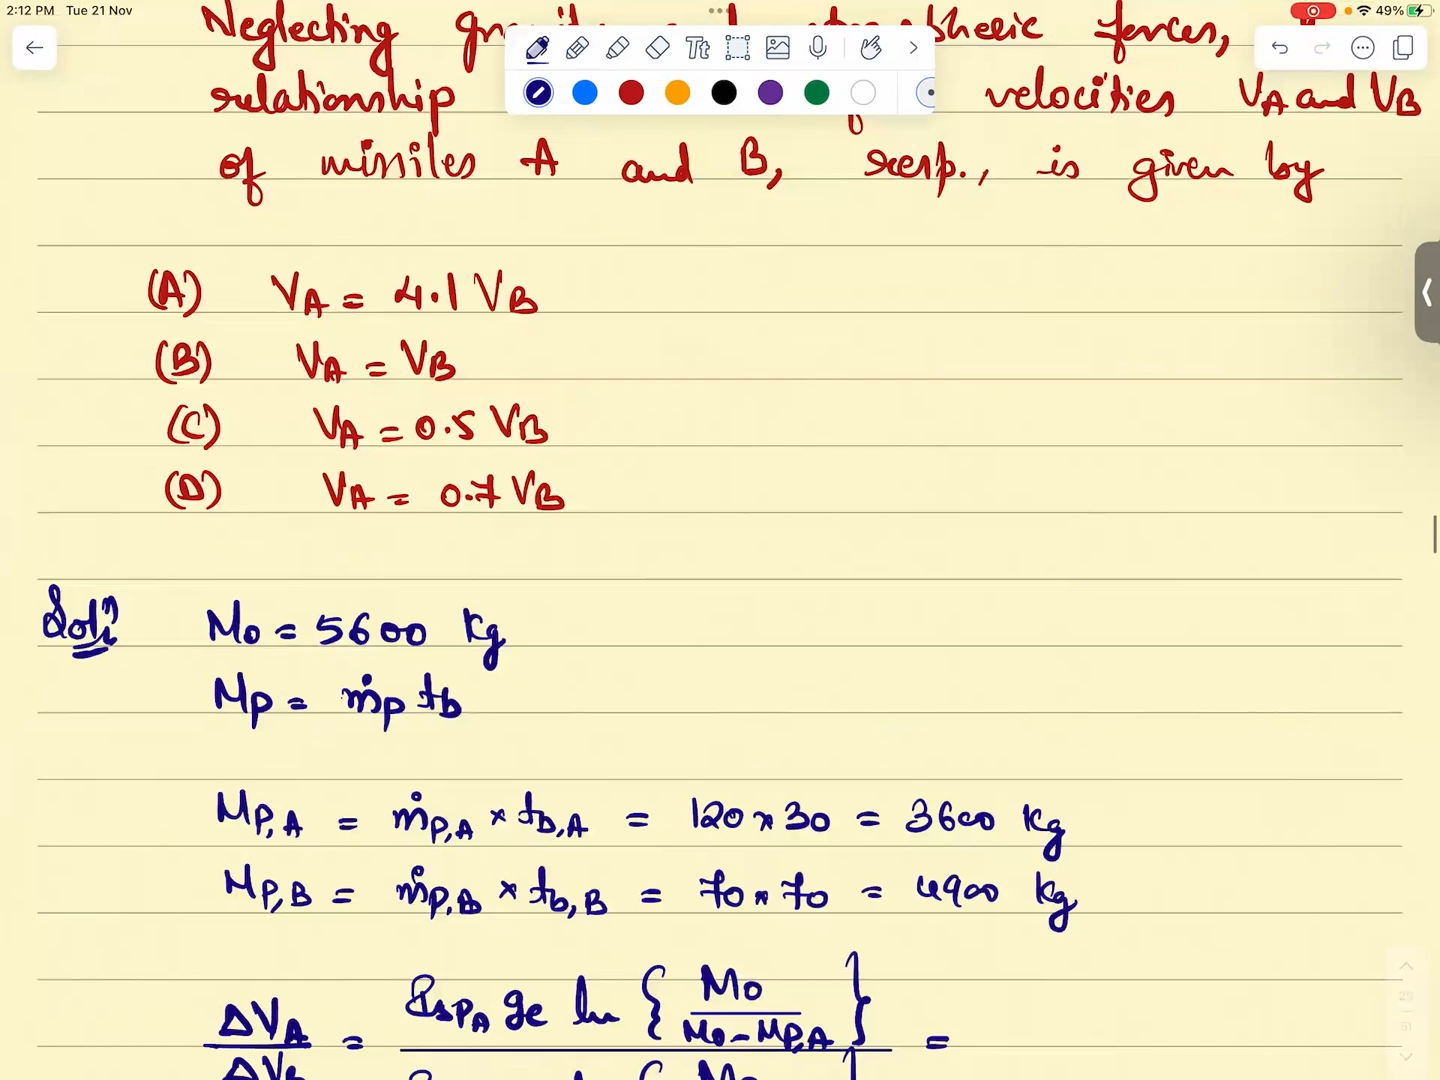 2:12 PM Tue 21 Nov
49%
Neglecting forces,
relationship velocities VA and VB
of missiles A and B, resp., is given by
Tt
(A) VA = 4.1 VB
(B) VA = VB
(C) VA = 0.5 VB
(D) VA = 0.7 VB
Sol:n M0 = 5600 kg
MP = ṁp tb
MP,A = ṁP,A × tb,A = 120 × 30 = 3600 kg
MP,B = ṁP,B × tb,B = 70 × 70 = 4900 kg
ΔVA = IspA ge ln { M0 / M0 - MP,A } =